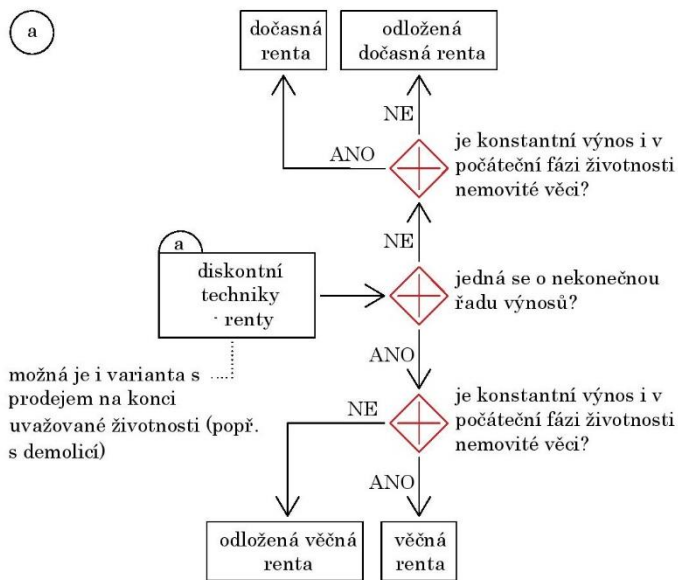 a
dočasná
renta
odložená
dočasná renta
NE
ANO
je konstantní výnos i v
počáteční fázi životnosti
nemovité věci?
NE
a
diskontní
techniky
- renty
jedná se o nekonečnou
řadu výnosů?
ANO
možná je i varianta s
prodejem na konci
uvažované životnosti (popř.
s demolicí)
NE
je konstantní výnos i v
počáteční fázi životnosti
nemovité věci?
ANO
odložená věčná
renta
věčná
renta